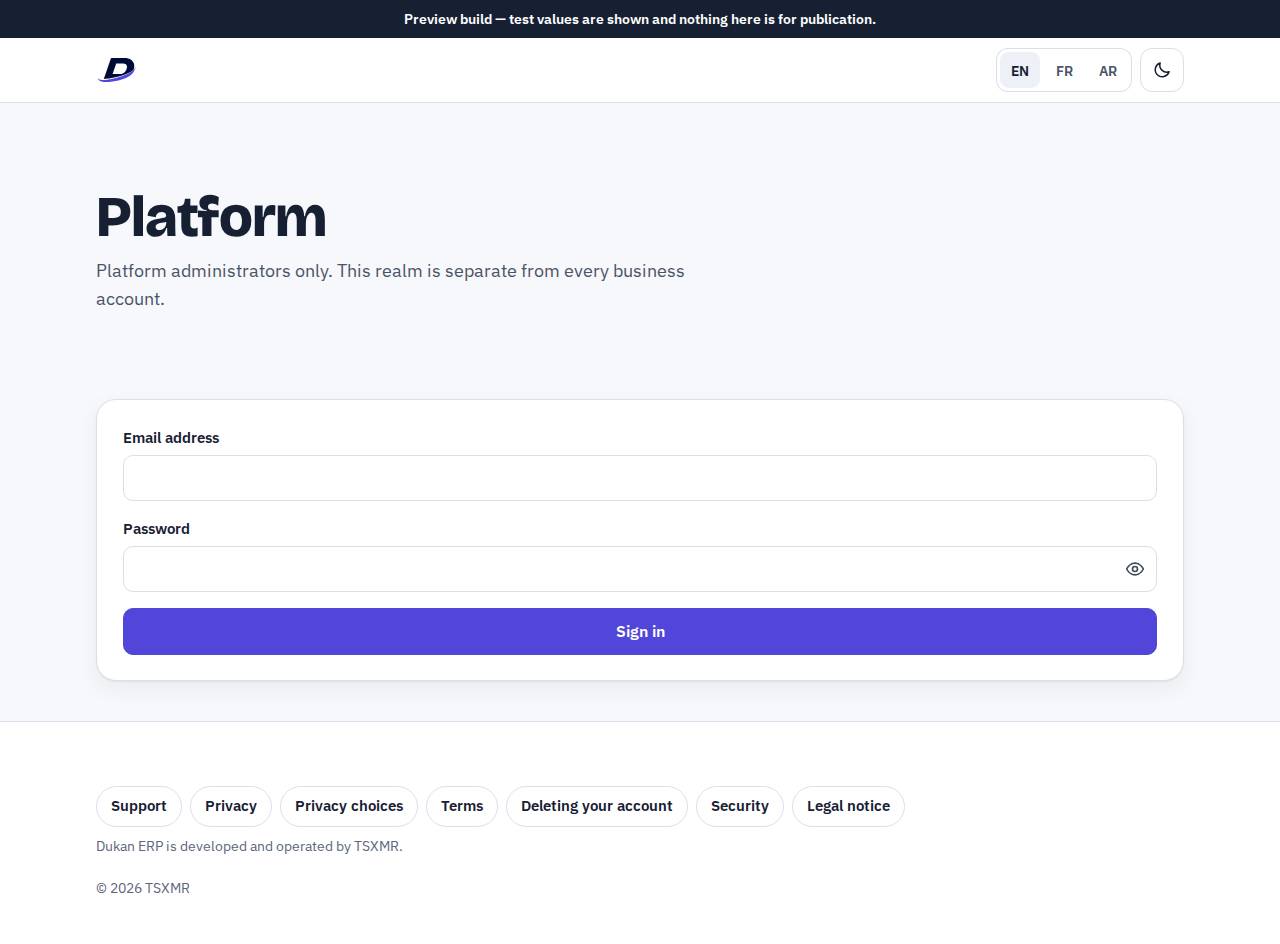 Preview build — test values are shown and nothing here is for publication.
EN FR AR
Platform
Platform administrators only. This realm is separate from every business
account.
Email address
Password
Sign in
Support Privacy Privacy choices Terms Deleting your account Security Legal notice
Dukan ERP is developed and operated by TSXMR.
© 2026 TSXMR